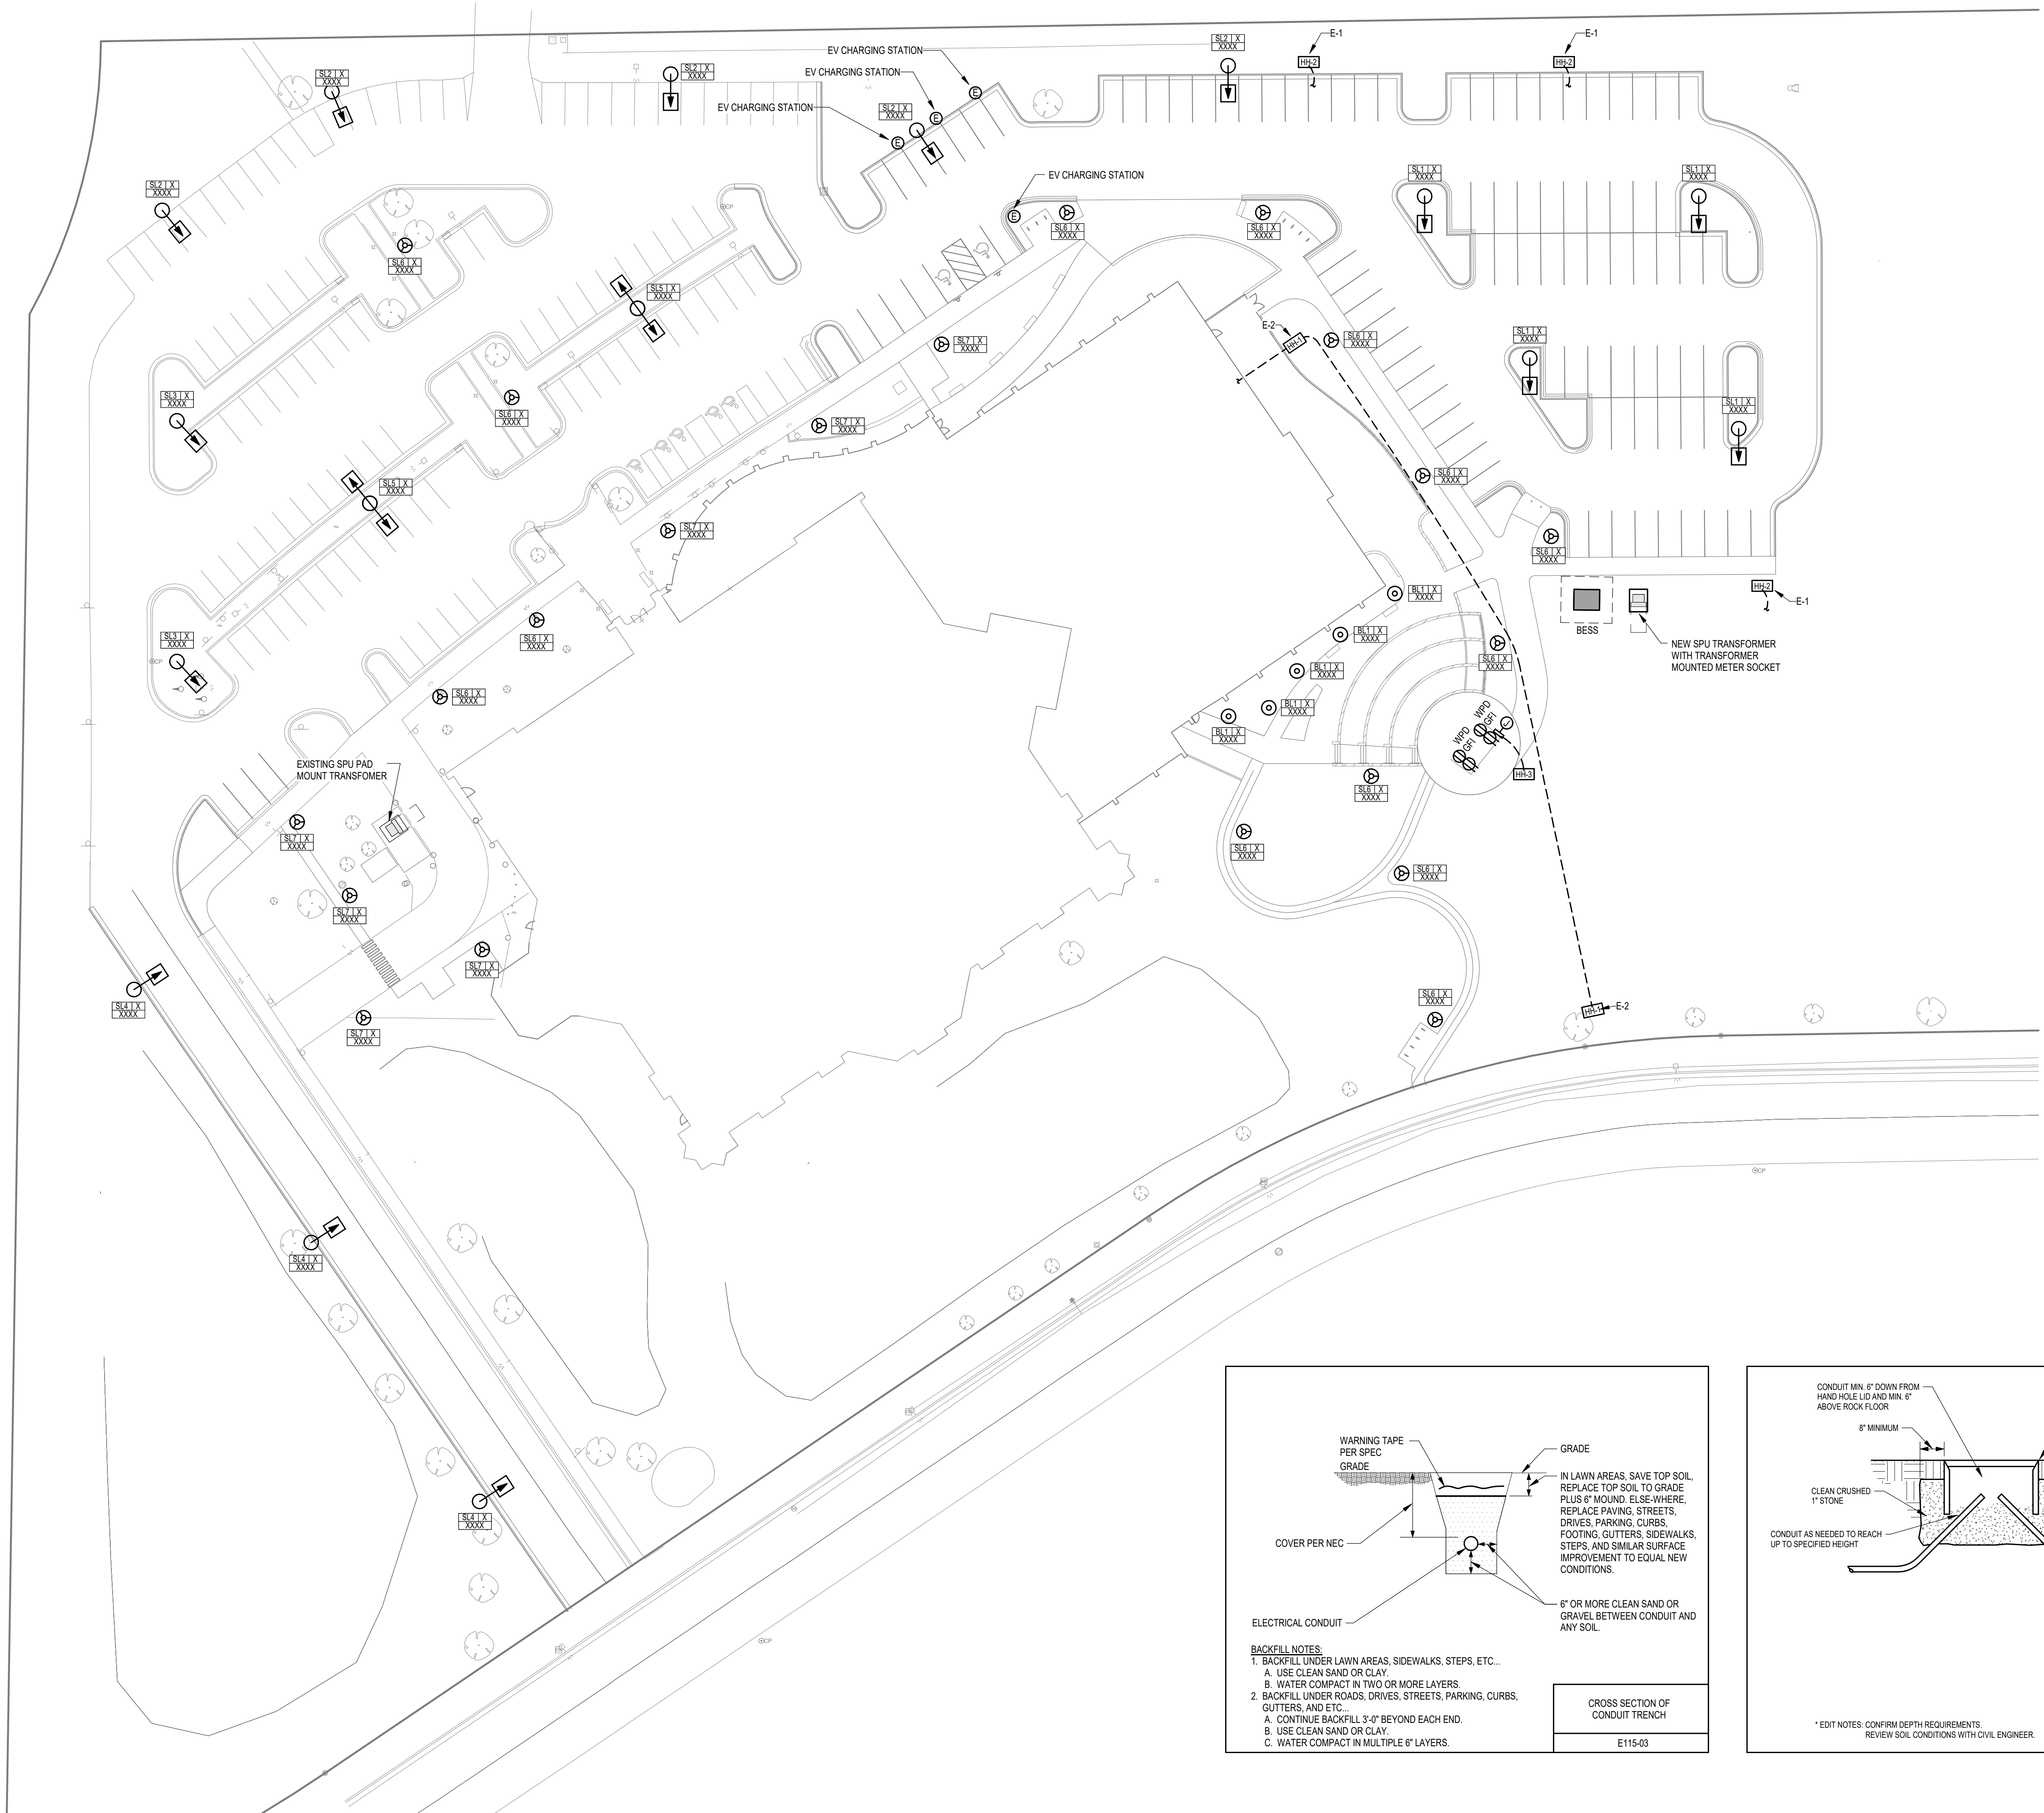 EV CHARGING STATION
EV CHARGING STATION
EV CHARGING STATION
EV CHARGING STATION
E
E
E
E
SL2 X
XXXX
SL2 X
XXXX
SL2 X
XXXX
SL2 X
XXXX
SL2 X
XXXX
E-1
HH-2
E-1
HH-2
SL1 X
XXXX
SL1 X
XXXX
SL1 X
XXXX
SL1 X
XXXX
CP
SL6 X
XXXX
SL6 X
XXXX
SL6 X
XXXX
SL5 X
XXXX
E-2
HH-1
SL6 X
XXXX
SL7 X
XXXX
SL3 X
XXXX
SL6 X
XXXX
SL7 X
XXXX
SL5 X
XXXX
SL6 X
XXXX
SL7 X
XXXX
SL6 X
XXXX
HH-2
E-1
BESS
NEW SPU TRANSFORMER
WITH TRANSFORMER
MOUNTED METER SOCKET
BL1 X
XXXX
BL1 X
XXXX
BL1 X
XXXX
BL1 X
XXXX
BL1 X
XXXX
SL3 X
XXXX
CP
SL6 X
XXXX
SL6 X
XXXX
SL6 X
XXXX
WPD
GFI
WPD
GFI
J
HH-3
EXISTING SPU PAD
MOUNT TRANSFOMER
SL6 X
XXXX
SL7 X
XXXX
SL6 X
XXXX
SL6 X
XXXX
SL7 X
XXXX
SL7 X
XXXX
SL7 X
XXXX
SL4 X
XXXX
SL6 X
XXXX
HH-1
E-2
CP
SL4 X
XXXX
SL4 X
XXXX
CP
WARNING TAPE
PER SPEC
GRADE
GRADE
IN LAWN AREAS, SAVE TOP SOIL,
REPLACE TOP SOIL TO GRADE
PLUS 6" MOUND. ELSE-WHERE,
REPLACE PAVING, STREETS,
DRIVES, PARKING, CURBS,
FOOTING, GUTTERS, SIDEWALKS,
STEPS, AND SIMILAR SURFACE
IMPROVEMENT TO EQUAL NEW
CONDITIONS.
COVER PER NEC
6" OR MORE CLEAN SAND OR
GRAVEL BETWEEN CONDUIT AND
ANY SOIL.
ELECTRICAL CONDUIT
BACKFILL NOTES:
1. BACKFILL UNDER LAWN AREAS, SIDEWALKS, STEPS, ETC...
A. USE CLEAN SAND OR CLAY.
B. WATER COMPACT IN TWO OR MORE LAYERS.
2. BACKFILL UNDER ROADS, DRIVES, STREETS, PARKING, CURBS,
GUTTERS, AND ETC...
A. CONTINUE BACKFILL 3'-0" BEYOND EACH END.
B. USE CLEAN SAND OR CLAY.
C. WATER COMPACT IN MULTIPLE 6" LAYERS.
CROSS SECTION OF
CONDUIT TRENCH
E115-03
CONDUIT MIN. 6" DOWN FROM
HAND HOLE LID AND MIN. 6"
ABOVE ROCK FLOOR
8" MINIMUM
CLEAN CRUSHED
1" STONE
CONDUIT AS NEEDED TO REACH
UP TO SPECIFIED HEIGHT
* EDIT NOTES: CONFIRM DEPTH REQUIREMENTS.
REVIEW SOIL CONDITIONS WITH CIVIL ENGINEER.